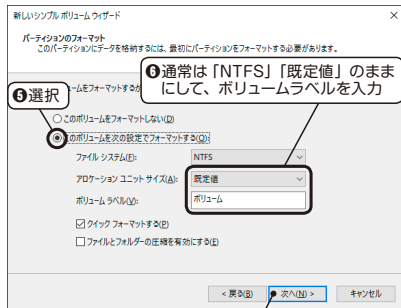 新しいシンプル ボリューム ウィザード
パーティションのフォーマット
このパーティションにデータを格納するには、最初にパーティションをフォーマットする必要があります。
❻通常は「NTFS」「既定値」のまま
にして、ボリュームラベルを入力
❺選択
ームをフォーマットするか
このボリュームをフォーマットしない(D)
このボリュームを次の設定でフォーマットする(O):
ファイル システム(F):
NTFS
アロケーション ユニット サイズ(A):
既定値
ボリューム ラベル(V):
ボリューム
クイック フォーマットする(P)
ファイルとフォルダーの圧縮を有効にする(E)
< 戻る(B)
次へ(N) >
キャンセル